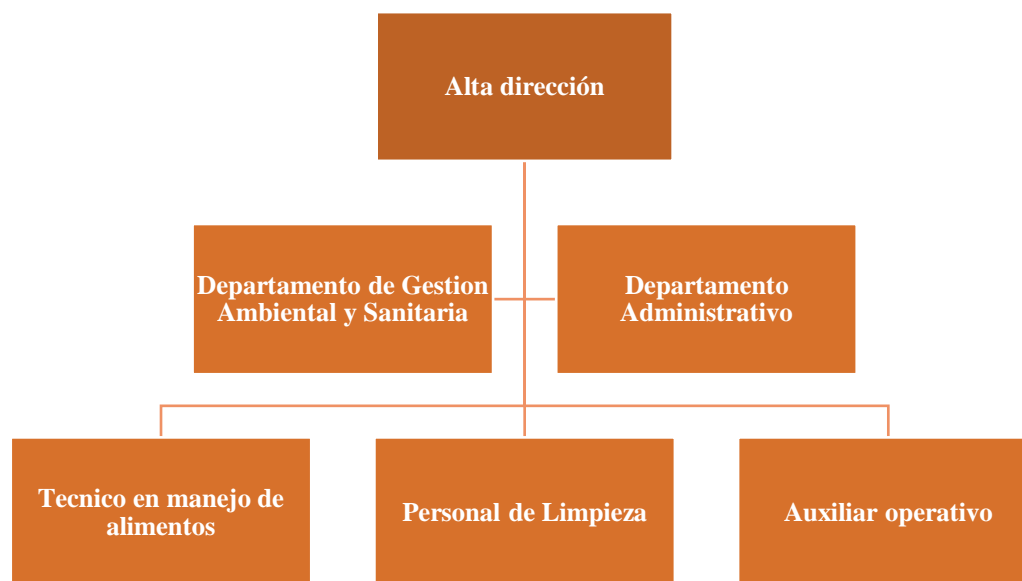 Alta dirección
Departamento de Gestion
Ambiental y Sanitaria
Departamento
Administrativo
Tecnico en manejo de
alimentos
Personal de Limpieza
Auxiliar operativo